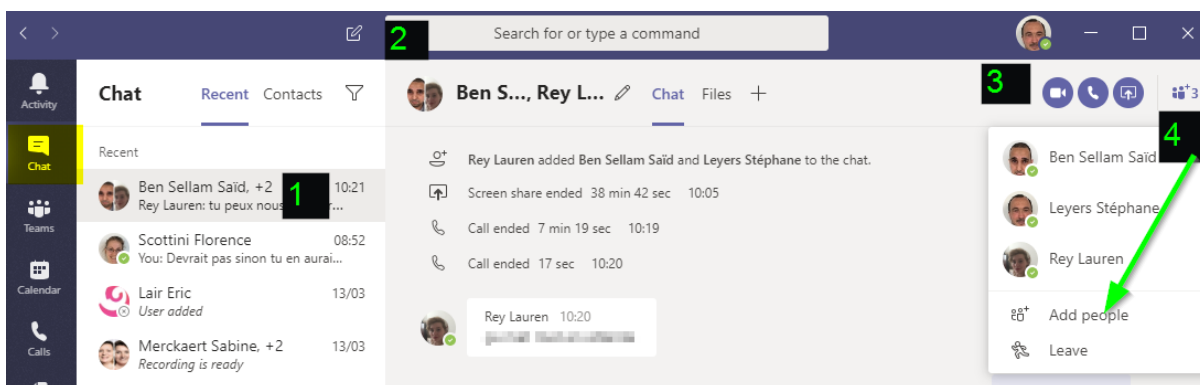 2
Search for or type a command
Activity
Chat
Teams
Calendar
Calls
Chat
Recent
Contacts
Recent
Ben Sellam Saïd, +2
10:21
Rey Lauren: tu peux nous
1
Scottini Florence
08:52
You: Devrait pas sinon tu en aurai...
Lair Eric
13/03
User added
Merckaert Sabine, +2
13/03
Recording is ready
Ben S..., Rey L...
Chat
Files
3
3
4
Rey Lauren added Ben Sellam Saïd and Leyers Stéphane to the chat.
Screen share ended 38 min 42 sec 10:05
Call ended 7 min 19 sec 10:19
Call ended 17 sec 10:20
Rey Lauren 10:20
Ben Sellam Saïd
Leyers Stéphane
Rey Lauren
Add people
Leave